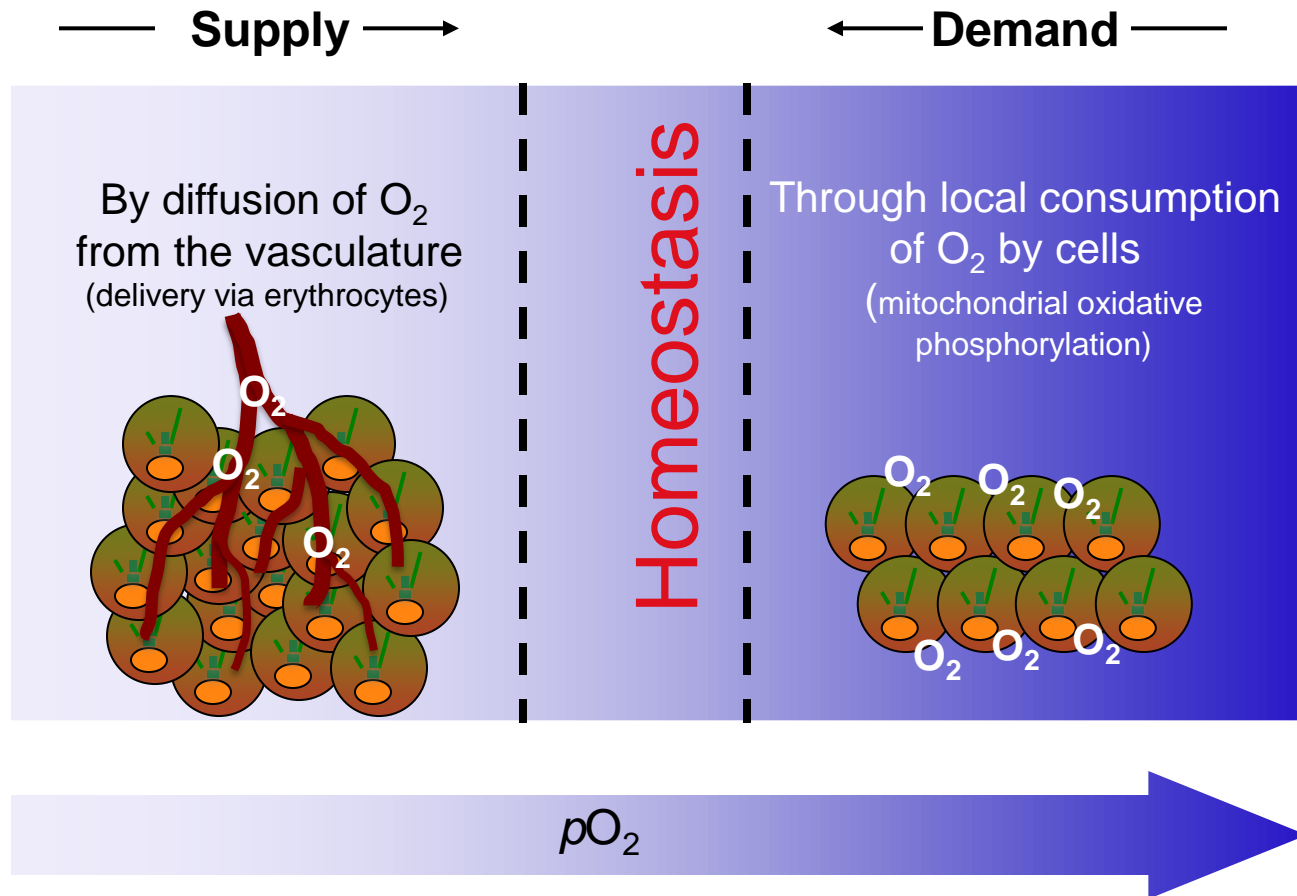 Supply
Demand
By diffusion of O₂
from the vasculature
(delivery via erythrocytes)
O₂
O₂
O₂
Homeostasis
Through local consumption
of O₂ by cells
(mitochondrial oxidative
phosphorylation)
O₂
O₂
O₂
O₂
O₂
O₂
pO₂